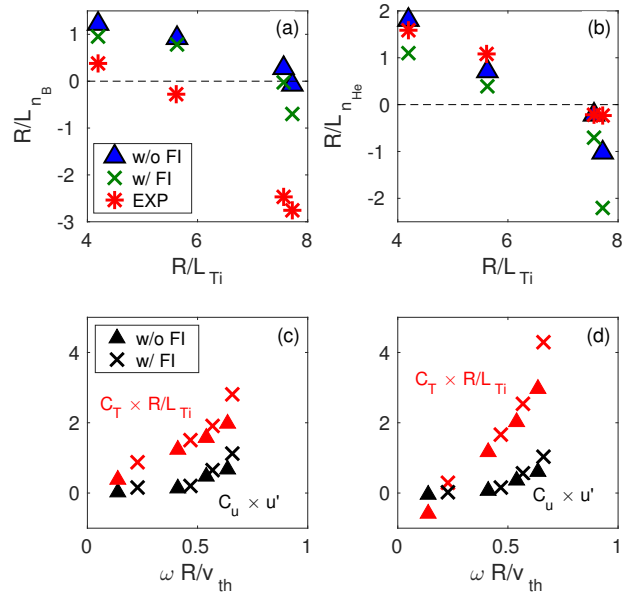 (a)
R/L_{n_B}
1
0
-1
-2
-3
w/o FI
w/ FI
EXP
4
6
8
R/L_{Ti}
(b)
R/L_{n_{He}}
2
1
0
-1
-2
4
6
8
R/L_{Ti}
(c)
w/o FI
w/ FI
C_T × R/L_{Ti}
C_u × u'
4
2
0
0
0.5
1
ω R/v_{th}
(d)
C_T × R/L_{Ti}
C_u × u'
4
2
0
0
0.5
1
ω R/v_{th}